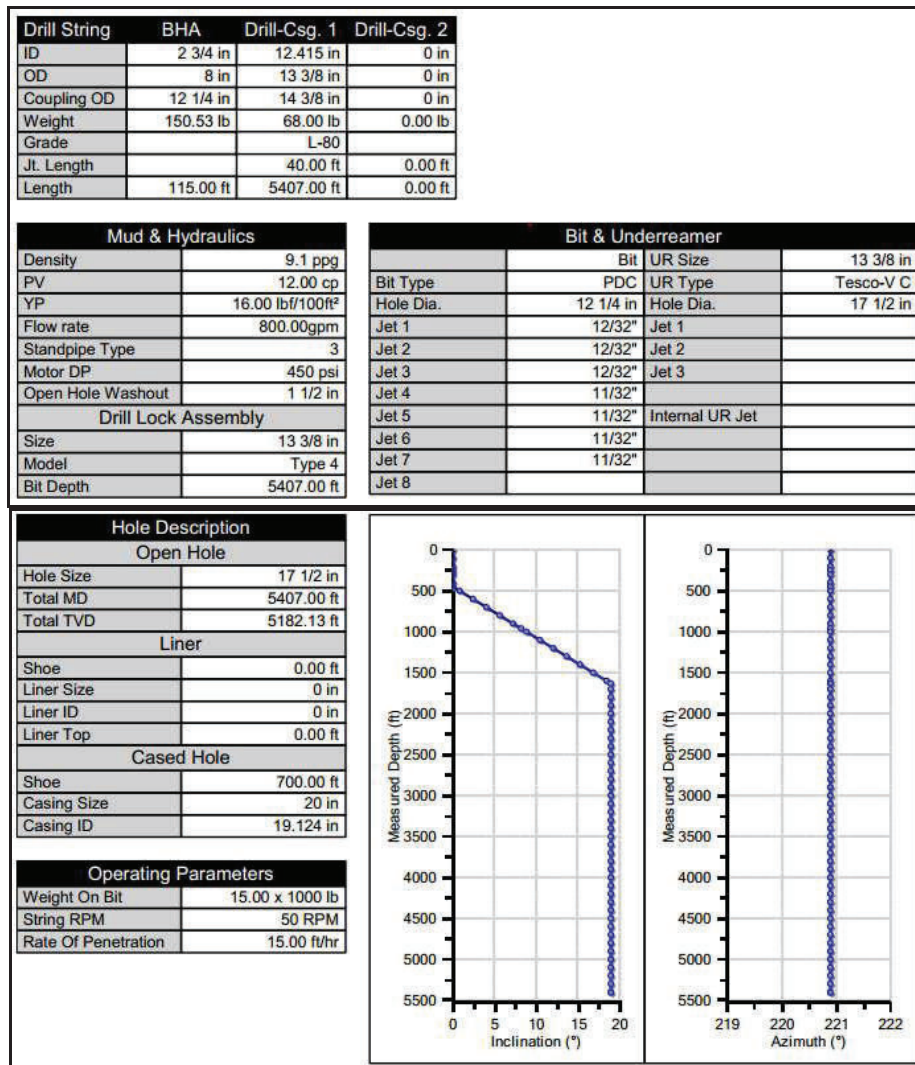 Drill String BHA Drill-Csg. 1 Drill-Csg. 2
ID 2 3/4 in 12.415 in 0 in
OD 8 in 13 3/8 in 0 in
Coupling OD 12 1/4 in 14 3/8 in 0 in
Weight 150.53 lb 68.00 lb 0.00 lb
Grade L-80
Jt. Length 40.00 ft 0.00 ft
Length 115.00 ft 5407.00 ft 0.00 ft
Mud & Hydraulics
Density 9.1 ppg
PV 12.00 cp
YP 16.00 lbf/100ft²
Flow rate 800.00gpm
Standpipe Type 3
Motor DP 450 psi
Open Hole Washout 1 1/2 in
Drill Lock Assembly
Size 13 3/8 in
Model Type 4
Bit Depth 5407.00 ft
Bit & Underreamer
Bit UR Size 13 3/8 in
Bit Type PDC UR Type Tesco-V C
Hole Dia. 12 1/4 in Hole Dia. 17 1/2 in
Jet 1 12/32" Jet 1
Jet 2 12/32" Jet 2
Jet 3 12/32" Jet 3
Jet 4 11/32"
Jet 5 11/32" Internal UR Jet
Jet 6 11/32"
Jet 7 11/32"
Jet 8
Hole Description
Open Hole
Hole Size 17 1/2 in
Total MD 5407.00 ft
Total TVD 5182.13 ft
Liner
Shoe 0.00 ft
Liner Size 0 in
Liner ID 0 in
Liner Top 0.00 ft
Cased Hole
Shoe 700.00 ft
Casing Size 20 in
Casing ID 19.124 in
Operating Parameters
Weight On Bit 15.00 x 1000 lb
String RPM 50 RPM
Rate Of Penetration 15.00 ft/hr
Measured Depth (ft)
0
500
1000
1500
2000
2500
3000
3500
4000
4500
5000
5500
0 5 10 15 20
Inclination (°)
Measured Depth (ft)
0
500
1000
1500
2000
2500
3000
3500
4000
4500
5000
5500
219 220 221 222
Azimuth (°)